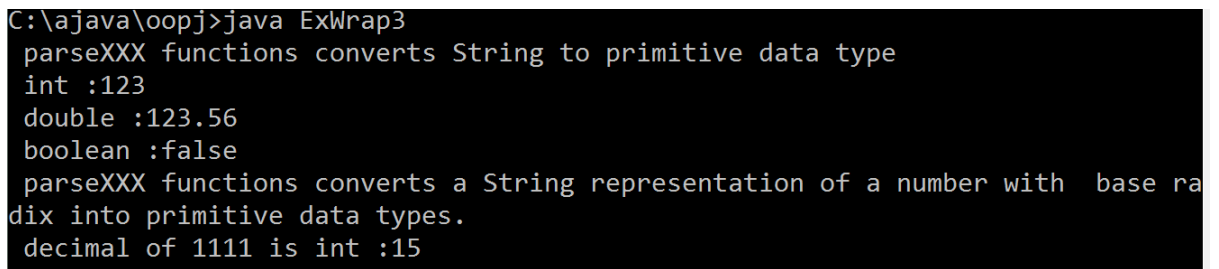 C:\ajava\oopj>java ExWrap3
 parseXXX functions converts String to primitive data type
 int :123
 double :123.56
 boolean :false
 parseXXX functions converts a String representation of a number with  base ra
dix into primitive data types.
 decimal of 1111 is int :15